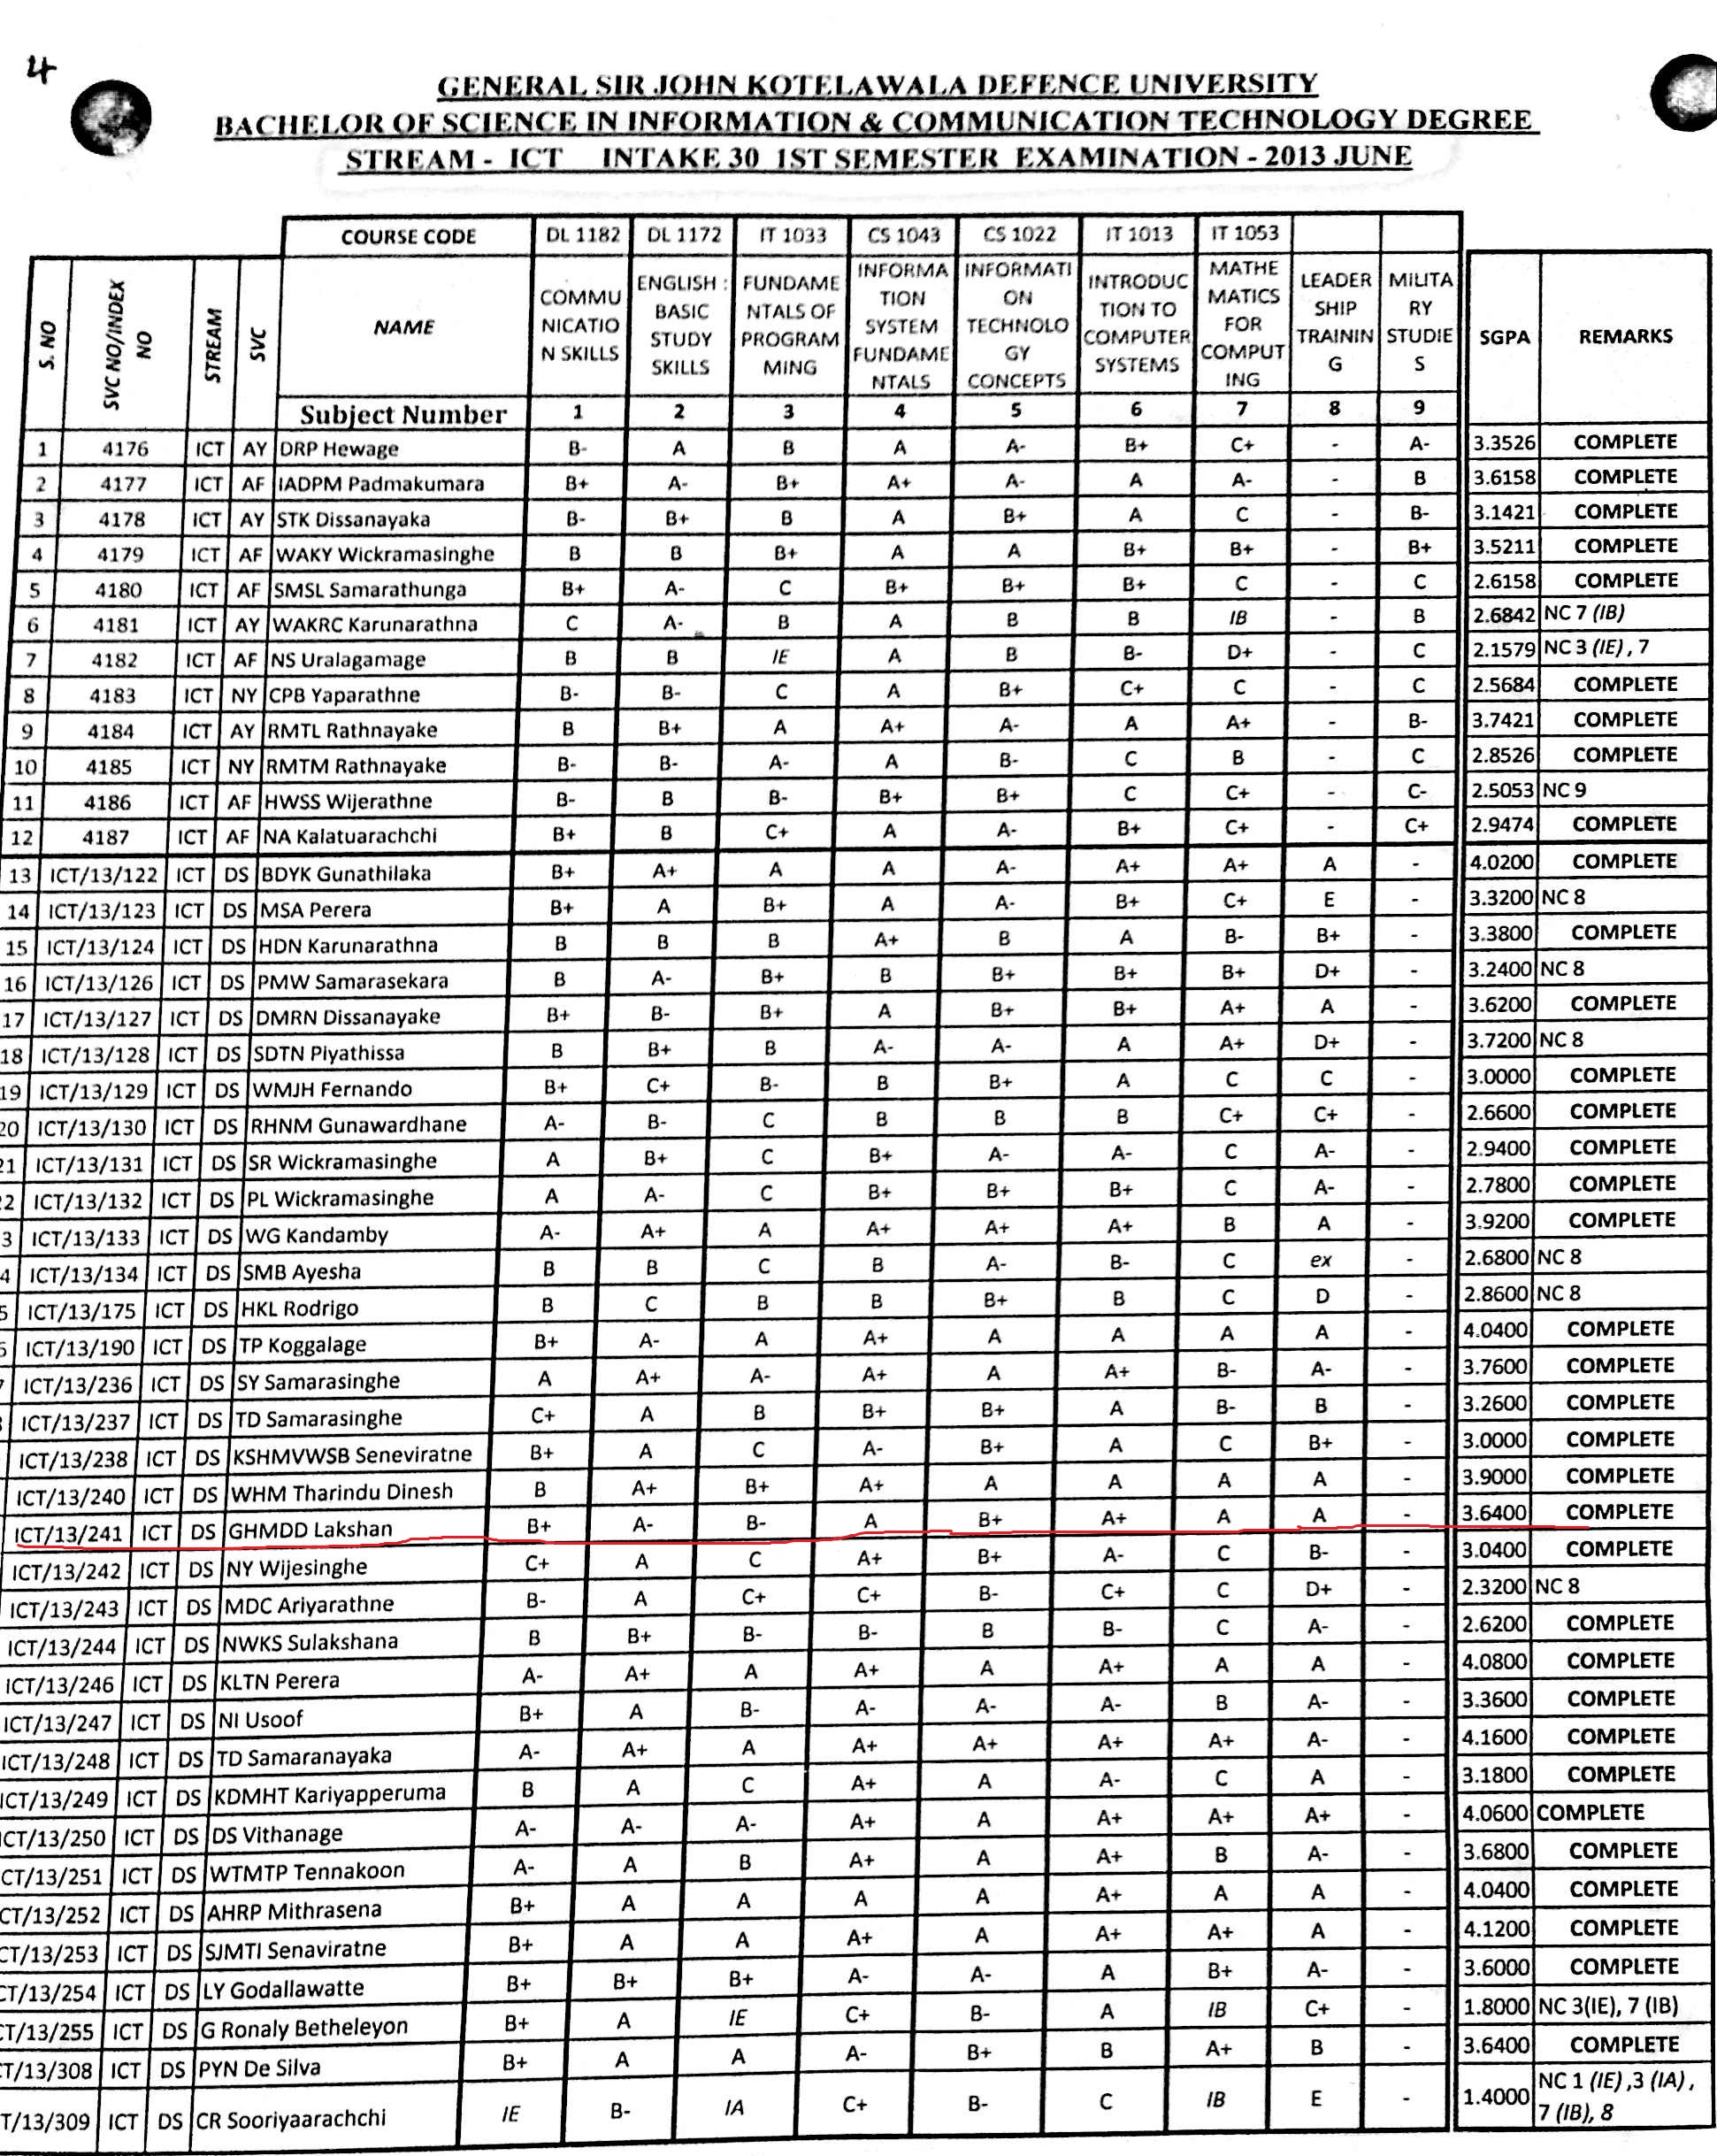 4
GENERAL SIR JOHN KOTELAWALA DEFENCE UNIVERSITY
BACHELOR OF SCIENCE IN INFORMATION & COMMUNICATION TECHNOLOGY DEGREE
STREAM - ICT INTAKE 30 1ST SEMESTER EXAMINATION - 2013 JUNE
COURSE CODE DL 1182 DL 1172 IT 1033 CS 1043 CS 1022 IT 1013 IT 1053
S. NO SVC NO/INDEX NO STREAM SVC NAME COMMUNICATION SKILLS ENGLISH : BASIC STUDY SKILLS FUNDAMENTALS OF PROGRAMMING INFORMATION SYSTEM FUNDAMENTALS INFORMATION TECHNOLOGY CONCEPTS INTRODUCTION TO COMPUTER SYSTEMS MATHEMATICS FOR COMPUTING LEADERSHIP TRAINING MILITARY STUDIES SGPA REMARKS
Subject Number 1 2 3 4 5 6 7 8 9
1 4176 ICT AY DRP Hewage B- A B A A- B+ C+ - A- 3.3526 COMPLETE
2 4177 ICT AF IADPM Padmakumara B+ A- B+ A+ A- A A- - B 3.6158 COMPLETE
3 4178 ICT AY STK Dissanayaka B- B+ B A B+ A C - B- 3.1421 COMPLETE
4 4179 ICT AF WAKY Wickramasinghe B B B+ A A B+ B+ - B+ 3.5211 COMPLETE
5 4180 ICT AF SMSL Samarathunga B+ A- C B+ B+ B+ C - C 2.6158 COMPLETE
6 4181 ICT AY WAKRC Karunarathna C A- B A B B IB - B 2.6842 NC 7 (IB)
7 4182 ICT AF NS Uralagamage B B IE A B B- D+ - C 2.1579 NC 3 (IE) , 7
8 4183 ICT NY CPB Yaparathne B- B- C A B+ C+ C - C 2.5684 COMPLETE
9 4184 ICT AY RMTL Rathnayake B B+ A A+ A- A A+ - B- 3.7421 COMPLETE
10 4185 ICT NY RMTM Rathnayake B- B- A- A B- C B - C 2.8526 COMPLETE
11 4186 ICT AF HWSS Wijerathne B- B B- B+ B+ C C+ - C- 2.5053 NC 9
12 4187 ICT AF NA Kalatuarachchi B+ B C+ A A- B+ C+ - C+ 2.9474 COMPLETE
13 ICT/13/122 ICT DS BDYK Gunathilaka B+ A+ A A A- A+ A+ A - 4.0200 COMPLETE
14 ICT/13/123 ICT DS MSA Perera B+ A B+ A A- B+ C+ E - 3.3200 NC 8
15 ICT/13/124 ICT DS HDN Karunarathna B B B A+ B A B- B+ - 3.3800 COMPLETE
16 ICT/13/126 ICT DS PMW Samarasekara B A- B+ B B+ B+ B+ D+ - 3.2400 NC 8
17 ICT/13/127 ICT DS DMRN Dissanayake B+ B- B+ A B+ B+ A+ A - 3.6200 COMPLETE
18 ICT/13/128 ICT DS SDTN Piyathissa B B+ B A- A- A A+ D+ - 3.7200 NC 8
19 ICT/13/129 ICT DS WMJH Fernando B+ C+ B- B B+ A C C - 3.0000 COMPLETE
20 ICT/13/130 ICT DS RHNM Gunawardhane A- B- C B B B C+ C+ - 2.6600 COMPLETE
21 ICT/13/131 ICT DS SR Wickramasinghe A B+ C B+ A- A- C A- - 2.9400 COMPLETE
22 ICT/13/132 ICT DS PL Wickramasinghe A A- C B+ B+ B+ C A- - 2.7800 COMPLETE
3 ICT/13/133 ICT DS WG Kandamby A- A+ A A+ A+ A+ B A - 3.9200 COMPLETE
4 ICT/13/134 ICT DS SMB Ayesha B B C B A- B- C ex - 2.6800 NC 8
5 ICT/13/175 ICT DS HKL Rodrigo B C B B B+ B C D - 2.8600 NC 8
ICT/13/190 ICT DS TP Koggalage B+ A- A A+ A A A A - 4.0400 COMPLETE
ICT/13/236 ICT DS SY Samarasinghe A A+ A- A+ A A+ B- A- - 3.7600 COMPLETE
ICT/13/237 ICT DS TD Samarasinghe C+ A B B+ B+ A B- B - 3.2600 COMPLETE
ICT/13/238 ICT DS KSHMVWSB Seneviratne B+ A C A- B+ A C B+ - 3.0000 COMPLETE
ICT/13/240 ICT DS WHM Tharindu Dinesh B A+ B+ A+ A A A A - 3.9000 COMPLETE
ICT/13/241 ICT DS GHMDD Lakshan B+ A- B- A B+ A+ A A - 3.6400 COMPLETE
ICT/13/242 ICT DS NY Wijesinghe C+ A C A+ B+ A- C B- - 3.0400 COMPLETE
ICT/13/243 ICT DS MDC Ariyarathne B- A C+ C+ B- C+ C D+ - 2.3200 NC 8
ICT/13/244 ICT DS NWKS Sulakshana B B+ B- B- B B- C A- - 2.6200 COMPLETE
ICT/13/246 ICT DS KLTN Perera A- A+ A A+ A A+ A A - 4.0800 COMPLETE
ICT/13/247 ICT DS NI Usoof B+ A B- A- A- A- B A- - 3.3600 COMPLETE
ICT/13/248 ICT DS TD Samaranayaka A- A+ A A+ A+ A+ A+ A- - 4.1600 COMPLETE
ICT/13/249 ICT DS KDMHT Kariyapperuma B A C A+ A A- C A - 3.1800 COMPLETE
CT/13/250 ICT DS DS Vithanage A- A- A- A+ A A+ A+ A+ - 4.0600 COMPLETE
CT/13/251 ICT DS WTMTP Tennakoon A- A B A+ A A+ B A- - 3.6800 COMPLETE
CT/13/252 ICT DS AHRP Mithrasena B+ A A A A A+ A A - 4.0400 COMPLETE
CT/13/253 ICT DS SJMTI Senaviratne B+ A A A+ A A+ A+ A - 4.1200 COMPLETE
CT/13/254 ICT DS LY Godallawatte B+ B+ B+ A- A- A B+ A- - 3.6000 COMPLETE
CT/13/255 ICT DS G Ronaly Betheleyon B+ A IE C+ B- A IB C+ - 1.8000 NC 3(IE), 7 (IB)
T/13/308 ICT DS PYN De Silva B+ A A A- B+ B A+ B - 3.6400 COMPLETE
T/13/309 ICT DS CR Sooriyaarachchi IE B- IA C+ B- C IB E - 1.4000 NC 1 (IE) ,3 (IA) , 7 (IB), 8